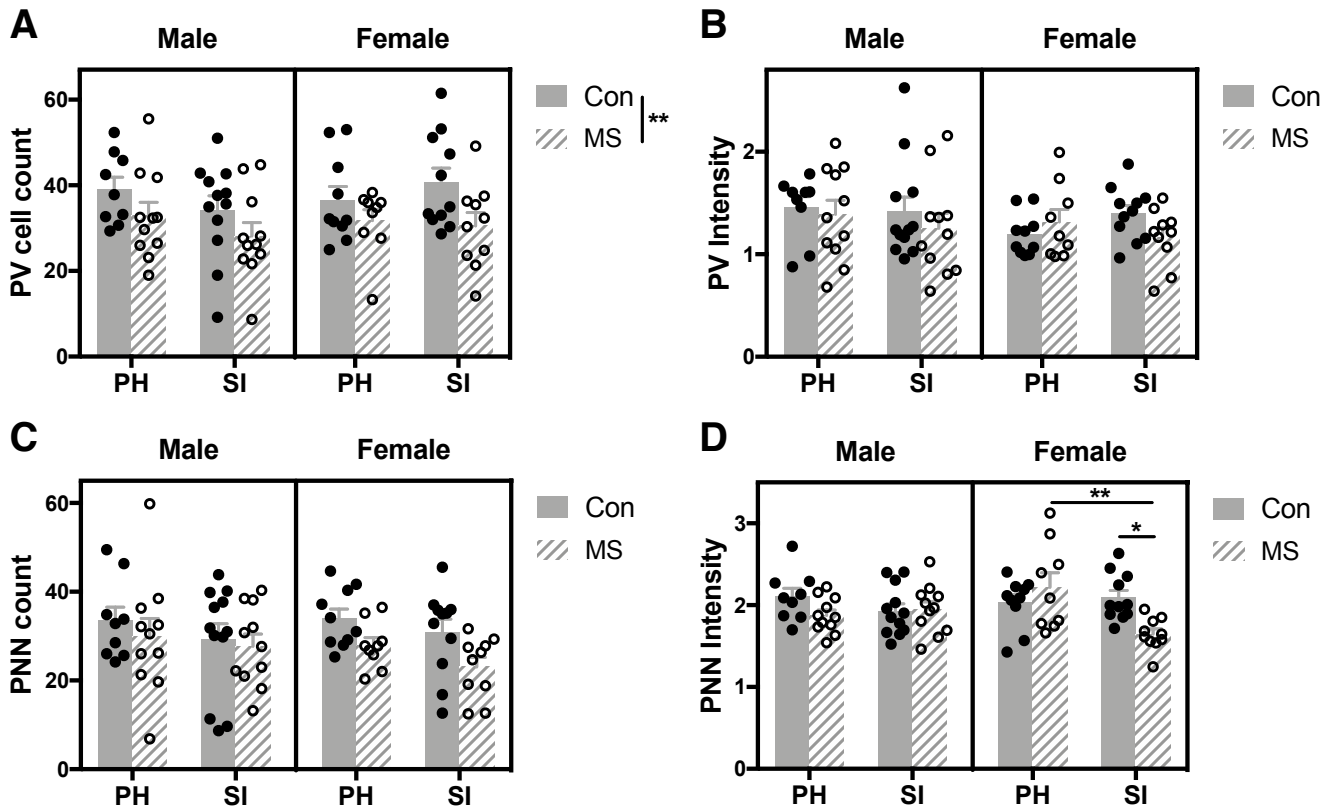 A
Male Female
PV cell count
60
40
20
0
PH SI PH SI
Con
MS
**
B
Male Female
PV Intensity
2
1
0
PH SI PH SI
Con
MS
C
Male Female
PNN count
60
40
20
0
PH SI PH SI
Con
MS
D
Male Female
PNN Intensity
3
2
1
0
**
*
PH SI PH SI
Con
MS